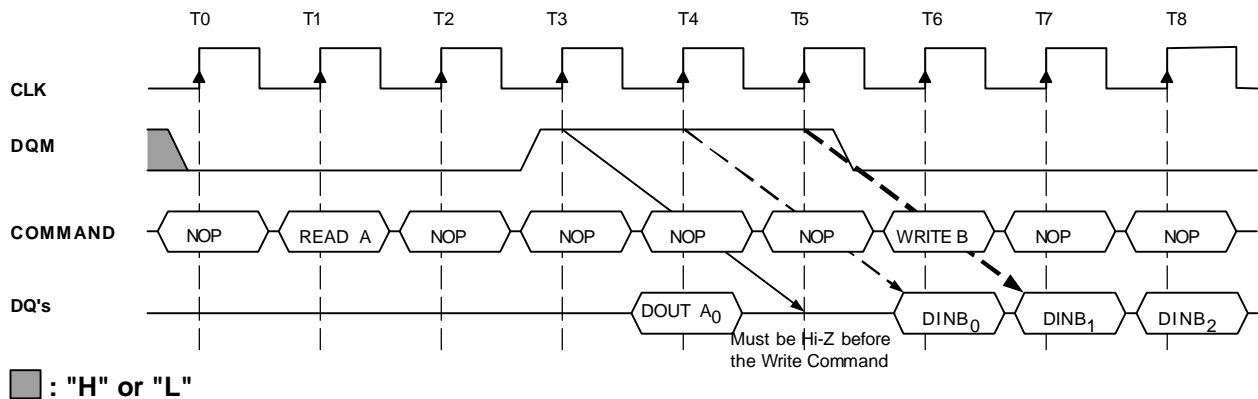 T0 T1 T2 T3 T4 T5 T6 T7 T8
CLK
DQM
COMMAND NOP READ A NOP NOP NOP NOP WRITE B NOP NOP
DQ's DOUT A0 DINB0 DINB1 DINB2
Must be Hi-Z before
the Write Command
: "H" or "L"